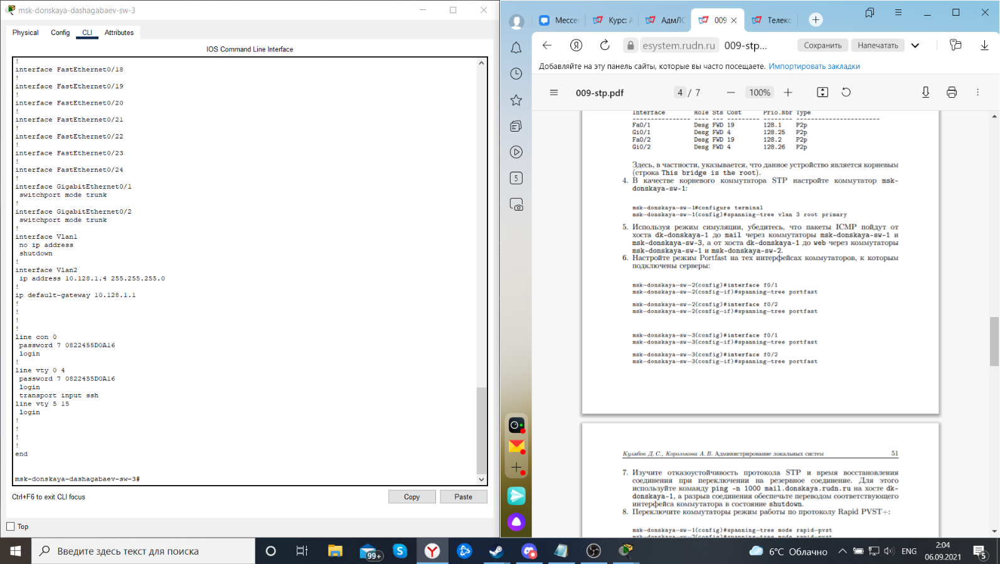 msk-donskaya-dashagabaev-sw-3
Physical Config CLI Attributes
IOS Command Line Interface
!
interface FastEthernet0/18
!
interface FastEthernet0/19
!
interface FastEthernet0/20
!
interface FastEthernet0/21
!
interface FastEthernet0/22
!
interface FastEthernet0/23
!
interface FastEthernet0/24
!
interface GigabitEthernet0/1
switchport mode trunk
!
interface GigabitEthernet0/2
switchport mode trunk
!
interface Vlan1
no ip address
shutdown
!
interface Vlan2
ip address 10.128.1.4 255.255.255.0
!
ip default-gateway 10.128.1.1
!
!
!
!
line con 0
password 7 0822455D0A16
login
!
line vty 0 4
password 7 0822455D0A16
login
transport input ssh
line vty 5 15
login
!
!
!
!
end
msk-donskaya-dashagabaev-sw-3#
Ctrl+F6 to exit CLI focus
Copy
Paste
Top
Мессе
Курс: А
АдмЛС
009
Телекс
esystem.rudn.ru
009-stp...
Сохранить
Напечатать
Добавляйте на эту панель сайты, которые вы часто посещаете. Импортировать закладки
5
009-stp.pdf
4 / 7
100%
Interface Role Sts Cost Prio.Nbr Type
---------------- ---- --- --------- -------- --------------------------------
Fa0/1 Desg FWD 19 128.1 P2p
Gi0/1 Desg FWD 4 128.25 P2p
Fa0/2 Desg FWD 19 128.2 P2p
Gi0/2 Desg FWD 4 128.26 P2p
Здесь, в частности, указывается, что данное устройство является корневым
(строка This bridge is the root).
4. В качестве корневого коммутатора STP настройте коммутатор msk-
donskaya-sw-1:
msk-donskaya-sw-1#configure terminal
msk-donskaya-sw-1(config)#spanning-tree vlan 3 root primary
5. Используя режим симуляции, убедитесь, что пакеты ICMP пойдут от
хоста dk-donskaya-1 до mail через коммутаторы msk-donskaya-sw-1 и
msk-donskaya-sw-3, а от хоста dk-donskaya-1 до web через коммутаторы
msk-donskaya-sw-1 и msk-donskaya-sw-2.
6. Настройте режим Portfast на тех интерфейсах коммутаторов, к которым
подключены серверы:
msk-donskaya-sw-2(config)#interface f0/1
msk-donskaya-sw-2(config-if)#spanning-tree portfast
msk-donskaya-sw-2(config)#interface f0/2
msk-donskaya-sw-2(config-if)#spanning-tree portfast
msk-donskaya-sw-3(config)#interface f0/1
msk-donskaya-sw-3(config-if)#spanning-tree portfast
msk-donskaya-sw-3(config)#interface f0/2
msk-donskaya-sw-3(config-if)#spanning-tree portfast
Кулябов Д. С., Королькова А. В. Администрирование локальных систем 51
7. Изучите отказоустойчивость протокола STP и время восстановления
соединения при переключении на резервное соединение. Для этого
используйте команду ping -n 1000 mail.donskaya.rudn.ru на хосте dk-
donskaya-1, а разрыв соединения обеспечьте переводом соответствующего
интерфейса коммутатора в состояние shutdown.
8. Переключите коммутаторы режим работы по протоколу Rapid PVST+:
msk-donskaya-sw-1(config)#spanning-tree mode rapid-pvst
Введите здесь текст для поиска
99+
6°C Облачно
ENG
2:04
06.09.2021
5